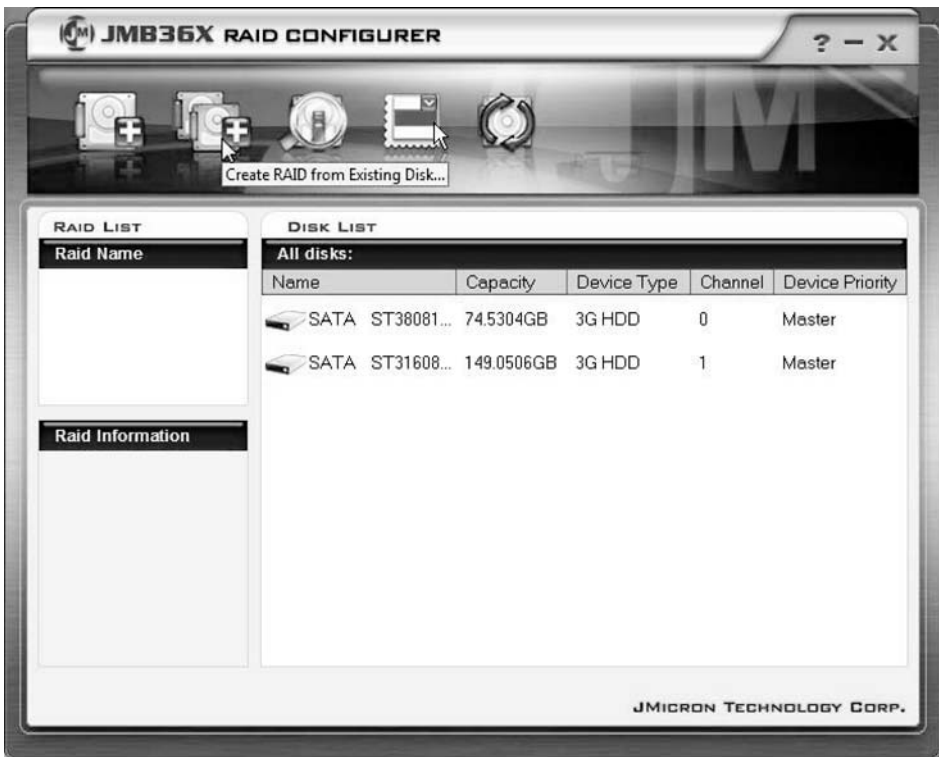 JMB36X RAID CONFIGURER
? – X
JM
Create RAID from Existing Disk...
RAID LIST
Raid Name
Raid Information
DISK LIST
All disks:
Name Capacity Device Type Channel Device Priority
SATA ST38081... 74.5304GB 3G HDD 0 Master
SATA ST31608... 149.0506GB 3G HDD 1 Master
JMICRON TECHNOLOGY CORP.